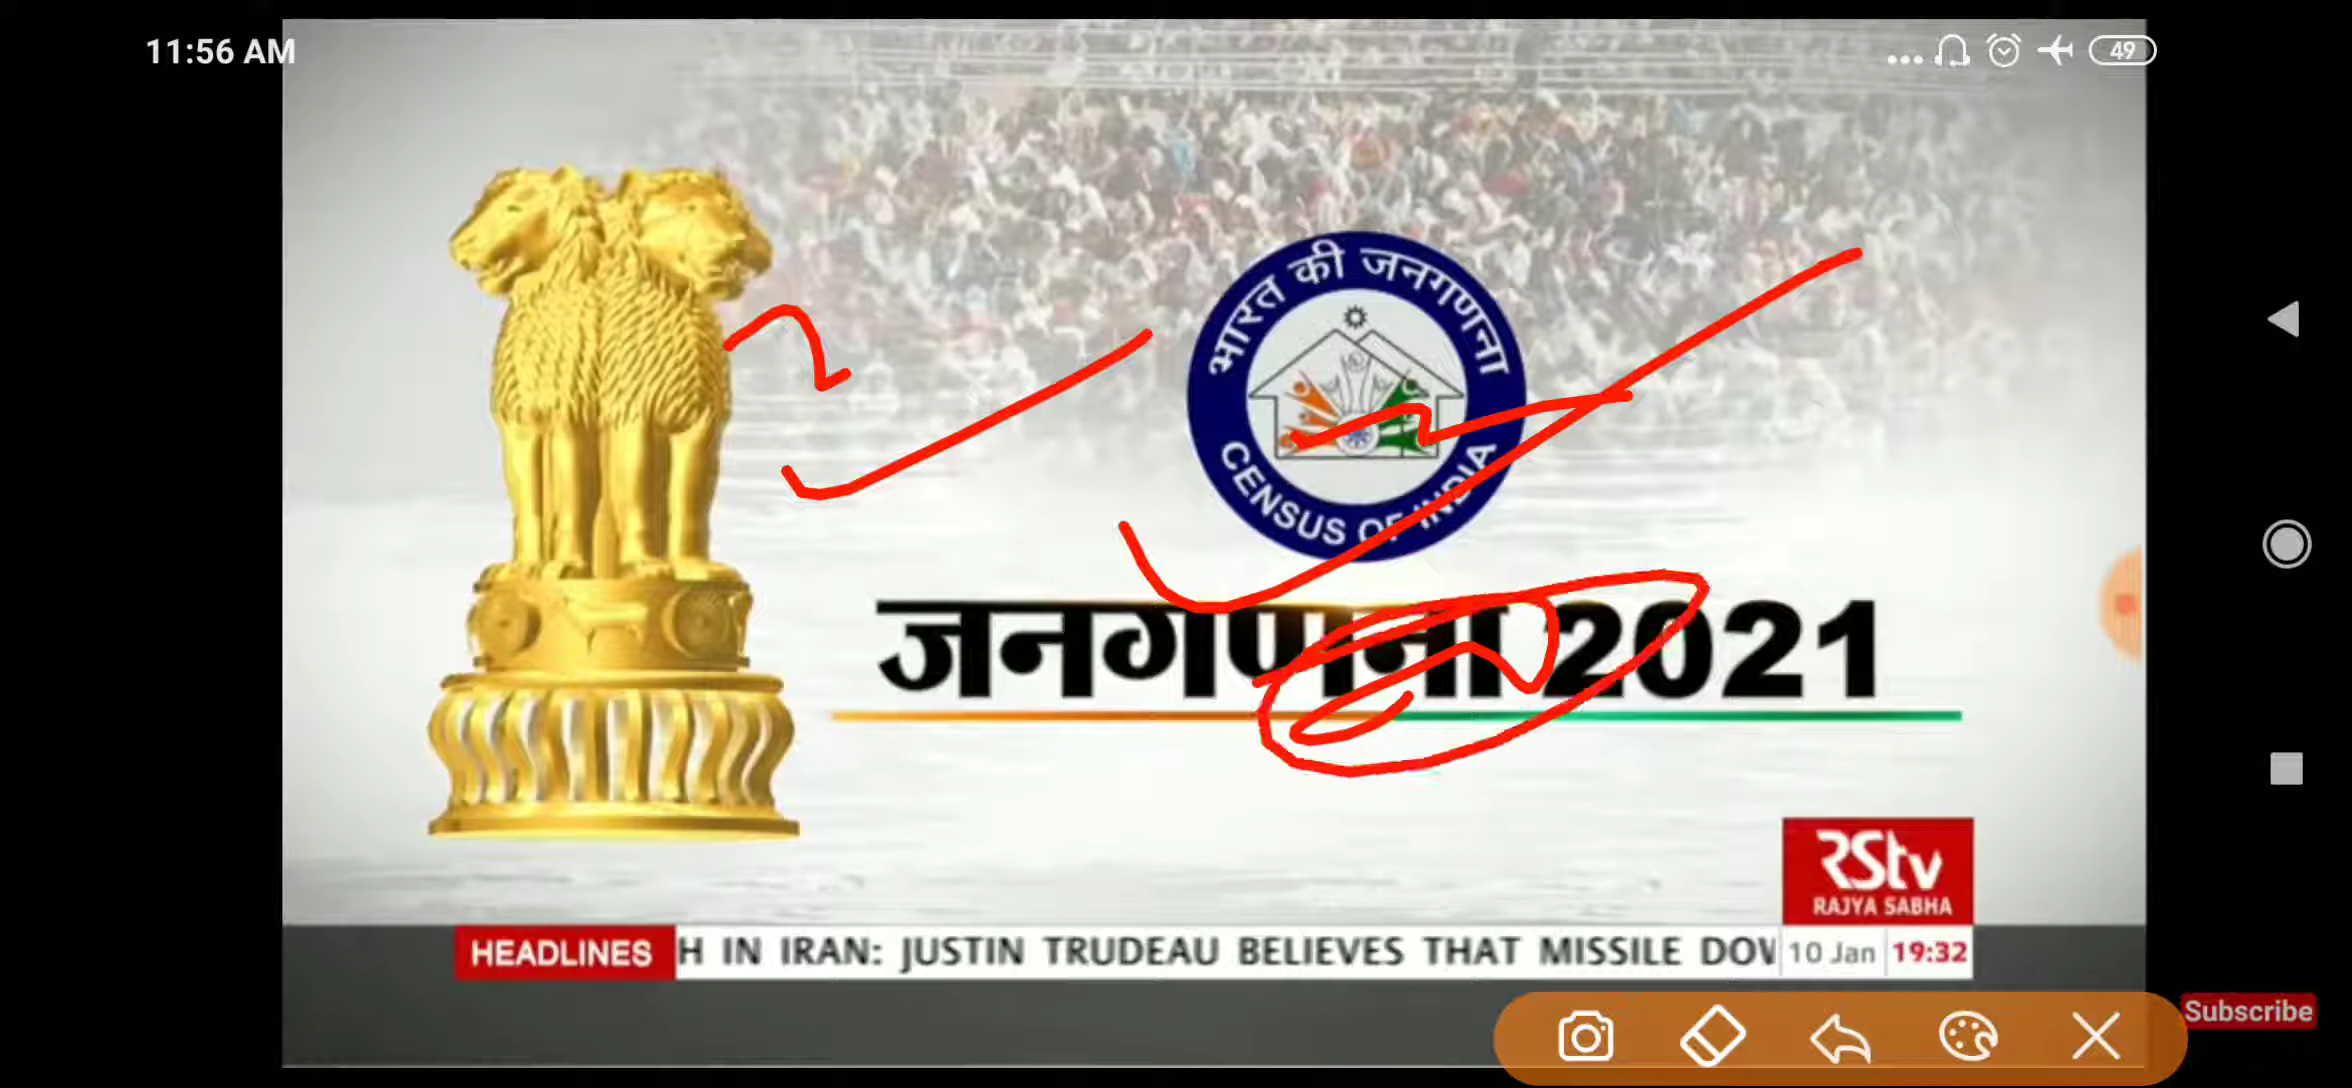 11:56 AM
49
भारत की जनगणना
CENSUS OF INDIA
जनगणना 2021
RStv
RAJYA SABHA
HEADLINES H IN IRAN: JUSTIN TRUDEAU BELIEVES THAT MISSILE DOW 10 Jan 19:32
Subscribe